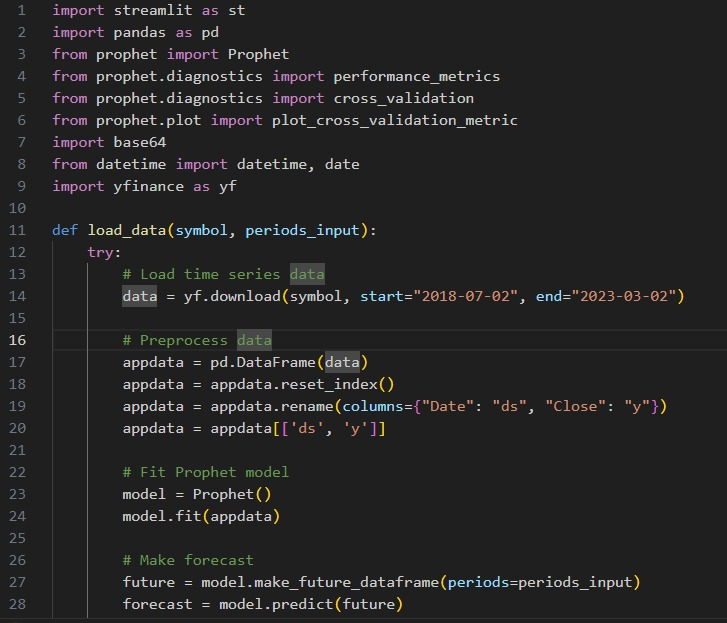 1 import streamlit as st
2 import pandas as pd
3 from prophet import Prophet
4 from prophet.diagnostics import performance_metrics
5 from prophet.diagnostics import cross_validation
6 from prophet.plot import plot_cross_validation_metric
7 import base64
8 from datetime import datetime, date
9 import yfinance as yf
10
11 def load_data(symbol, periods_input):
12     try:
13         # Load time series data
14         data = yf.download(symbol, start="2018-07-02", end="2023-03-02")
15
16         # Preprocess data
17         appdata = pd.DataFrame(data)
18         appdata = appdata.reset_index()
19         appdata = appdata.rename(columns={"Date": "ds", "Close": "y"})
20         appdata = appdata[['ds', 'y']]
21
22         # Fit Prophet model
23         model = Prophet()
24         model.fit(appdata)
25
26         # Make forecast
27         future = model.make_future_dataframe(periods=periods_input)
28         forecast = model.predict(future)